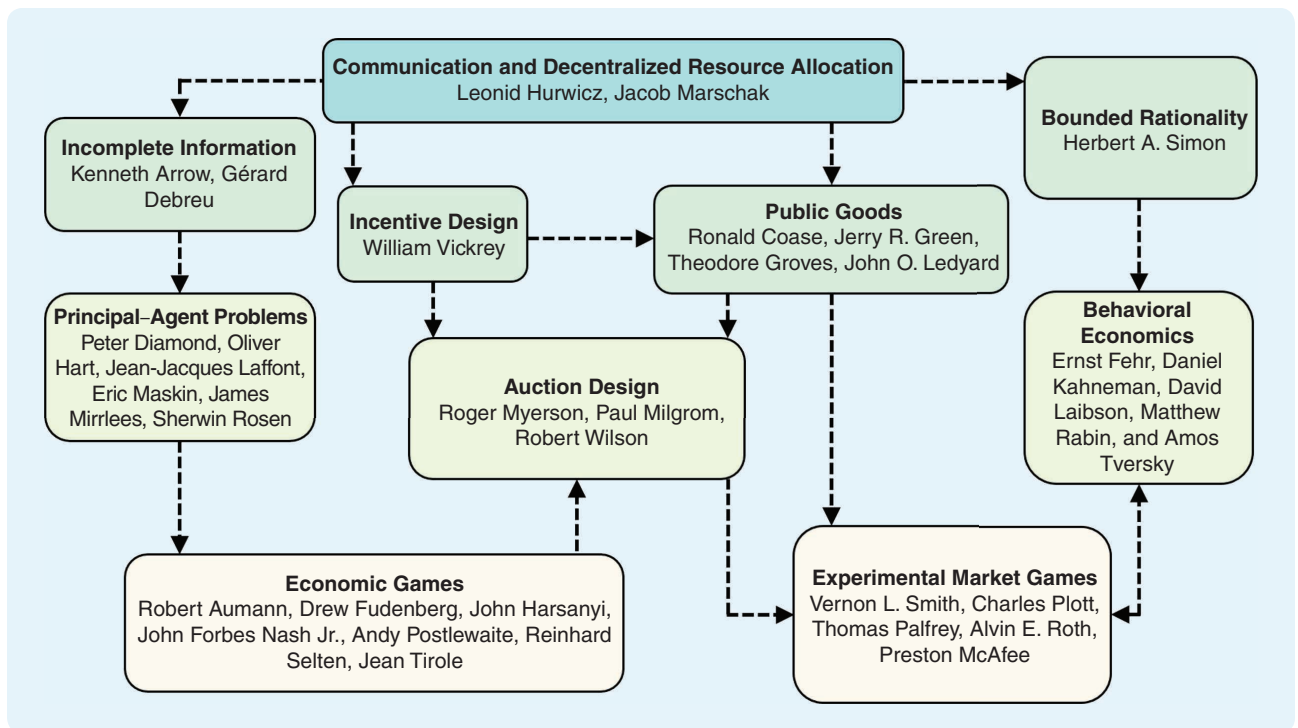 Communication and Decentralized Resource Allocation
Leonid Hurwicz, Jacob Marschak
Incomplete Information
Kenneth Arrow, Gérard
Debreu
Bounded Rationality
Herbert A. Simon
Incentive Design
William Vickrey
Public Goods
Ronald Coase, Jerry R. Green,
Theodore Groves, John O. Ledyard
Principal–Agent Problems
Peter Diamond, Oliver
Hart, Jean-Jacques Laffont,
Eric Maskin, James
Mirrlees, Sherwin Rosen
Auction Design
Roger Myerson, Paul Milgrom,
Robert Wilson
Behavioral
Economics
Ernst Fehr, Daniel
Kahneman, David
Laibson, Matthew
Rabin, and Amos
Tversky
Economic Games
Robert Aumann, Drew Fudenberg, John Harsanyi,
John Forbes Nash Jr., Andy Postlewaite, Reinhard
Selten, Jean Tirole
Experimental Market Games
Vernon L. Smith, Charles Plott,
Thomas Palfrey, Alvin E. Roth,
Preston McAfee